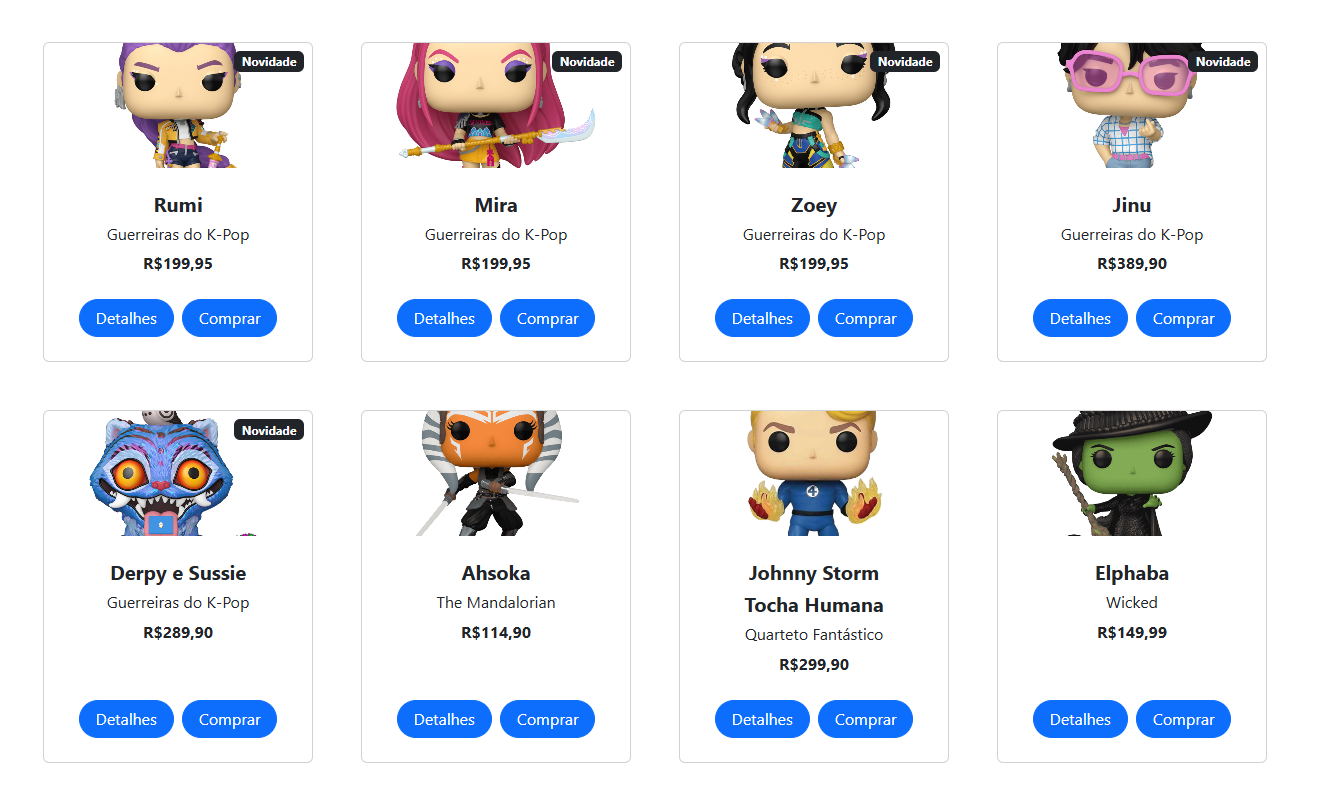 Novidade
Rumi
Guerreiras do K-Pop
R$199,95
Detalhes Comprar
Novidade
Mira
Guerreiras do K-Pop
R$199,95
Detalhes Comprar
Novidade
Zoey
Guerreiras do K-Pop
R$199,95
Detalhes Comprar
Novidade
Jinu
Guerreiras do K-Pop
R$389,90
Detalhes Comprar
Novidade
Derpy e Sussie
Guerreiras do K-Pop
R$289,90
Detalhes Comprar
Ahsoka
The Mandalorian
R$114,90
Detalhes Comprar
4
Johnny Storm
Tocha Humana
Quarteto Fantástico
R$299,90
Detalhes Comprar
Elphaba
Wicked
R$149,99
Detalhes Comprar